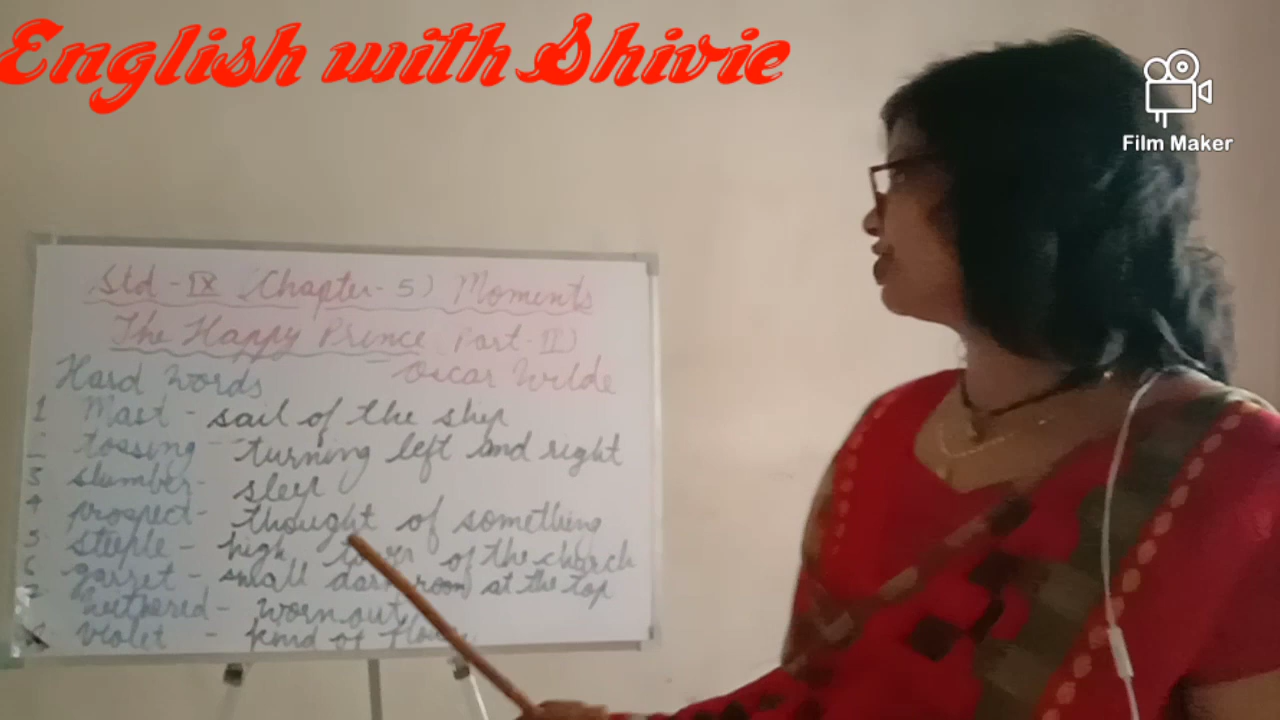 English with Shivie
Film Maker
Std - IX (Chapter - 5) Moments
The Happy Prince (Part - II)
- Oscar Wilde
Hard Words
1 Mast - sail of the ship
2 tossing - turning left and right
3 slumber - sleep
4 prospect - thought of something
5 steeple - high tower of the church
6 garret - small dark room at the top
7 - worn out
8 violet - kind of flower